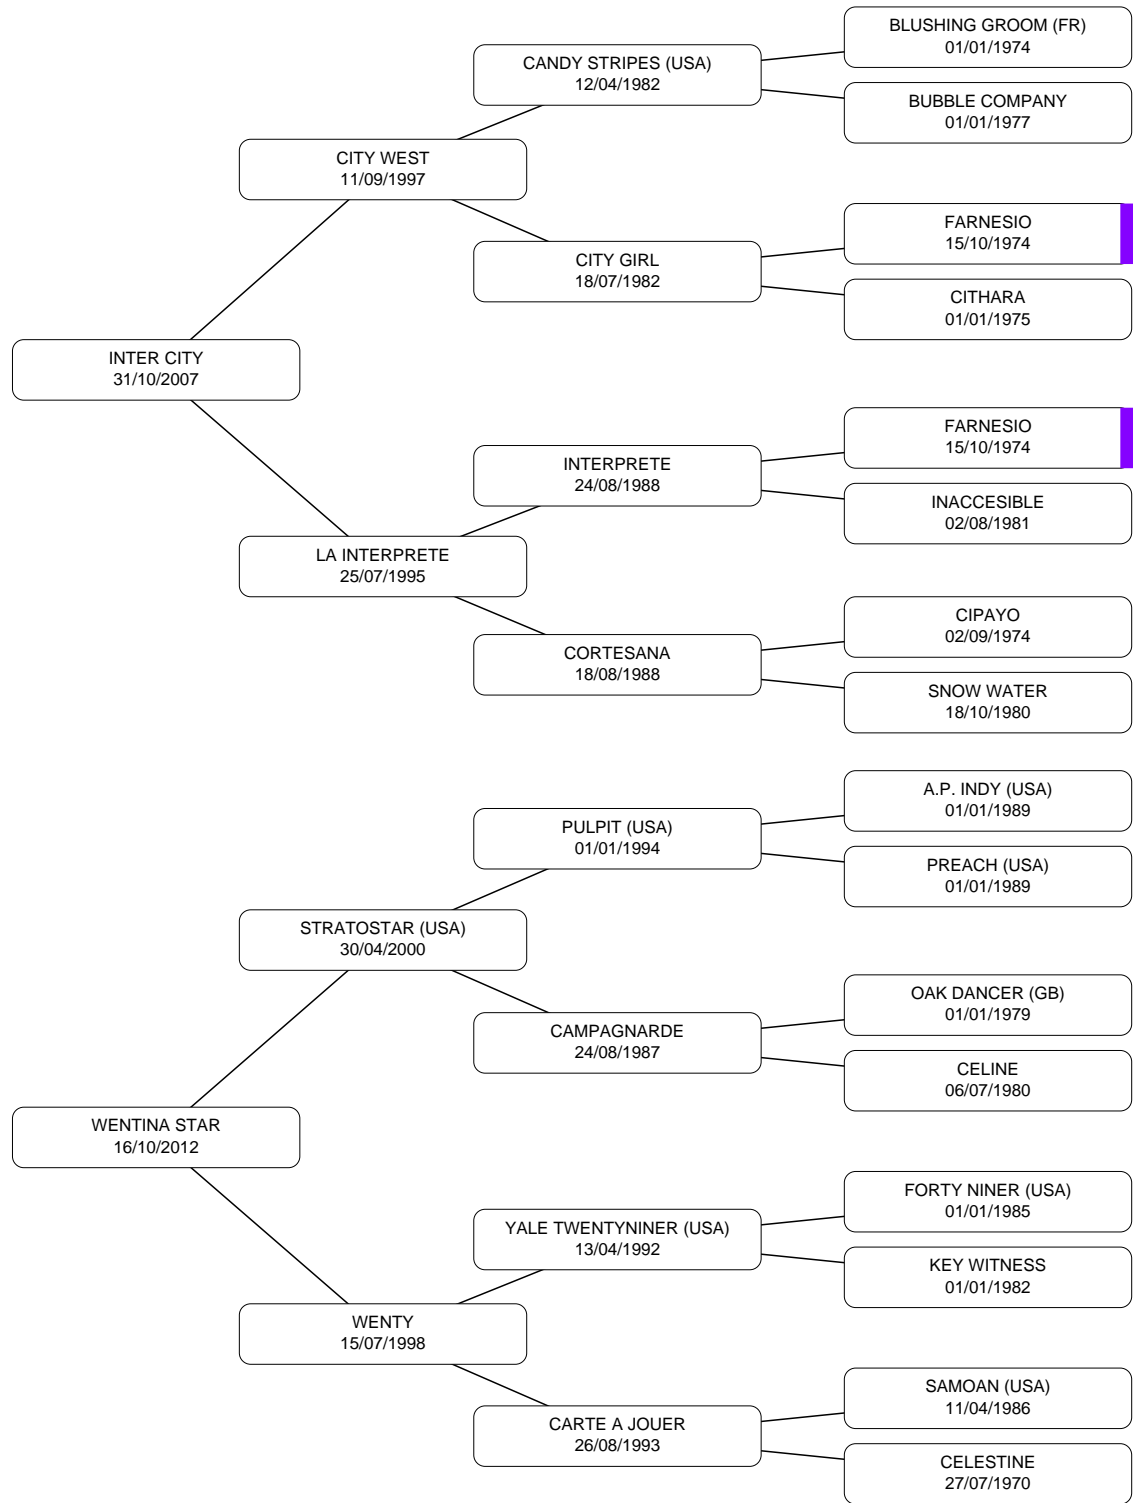 BLUSHING GROOM (FR)
01/01/1974
CANDY STRIPES (USA)
12/04/1982
BUBBLE COMPANY
01/01/1977
CITY WEST
11/09/1997
FARNESIO
15/10/1974
CITY GIRL
18/07/1982
CITHARA
01/01/1975
INTER CITY
31/10/2007
FARNESIO
15/10/1974
INTERPRETE
24/08/1988
INACCESIBLE
02/08/1981
LA INTERPRETE
25/07/1995
CIPAYO
02/09/1974
CORTESANA
18/08/1988
SNOW WATER
18/10/1980
A.P. INDY (USA)
01/01/1989
PULPIT (USA)
01/01/1994
PREACH (USA)
01/01/1989
STRATOSTAR (USA)
30/04/2000
OAK DANCER (GB)
01/01/1979
CAMPAGNARDE
24/08/1987
CELINE
06/07/1980
WENTINA STAR
16/10/2012
FORTY NINER (USA)
01/01/1985
YALE TWENTYNINER (USA)
13/04/1992
KEY WITNESS
01/01/1982
WENTY
15/07/1998
SAMOAN (USA)
11/04/1986
CARTE A JOUER
26/08/1993
CELESTINE
27/07/1970